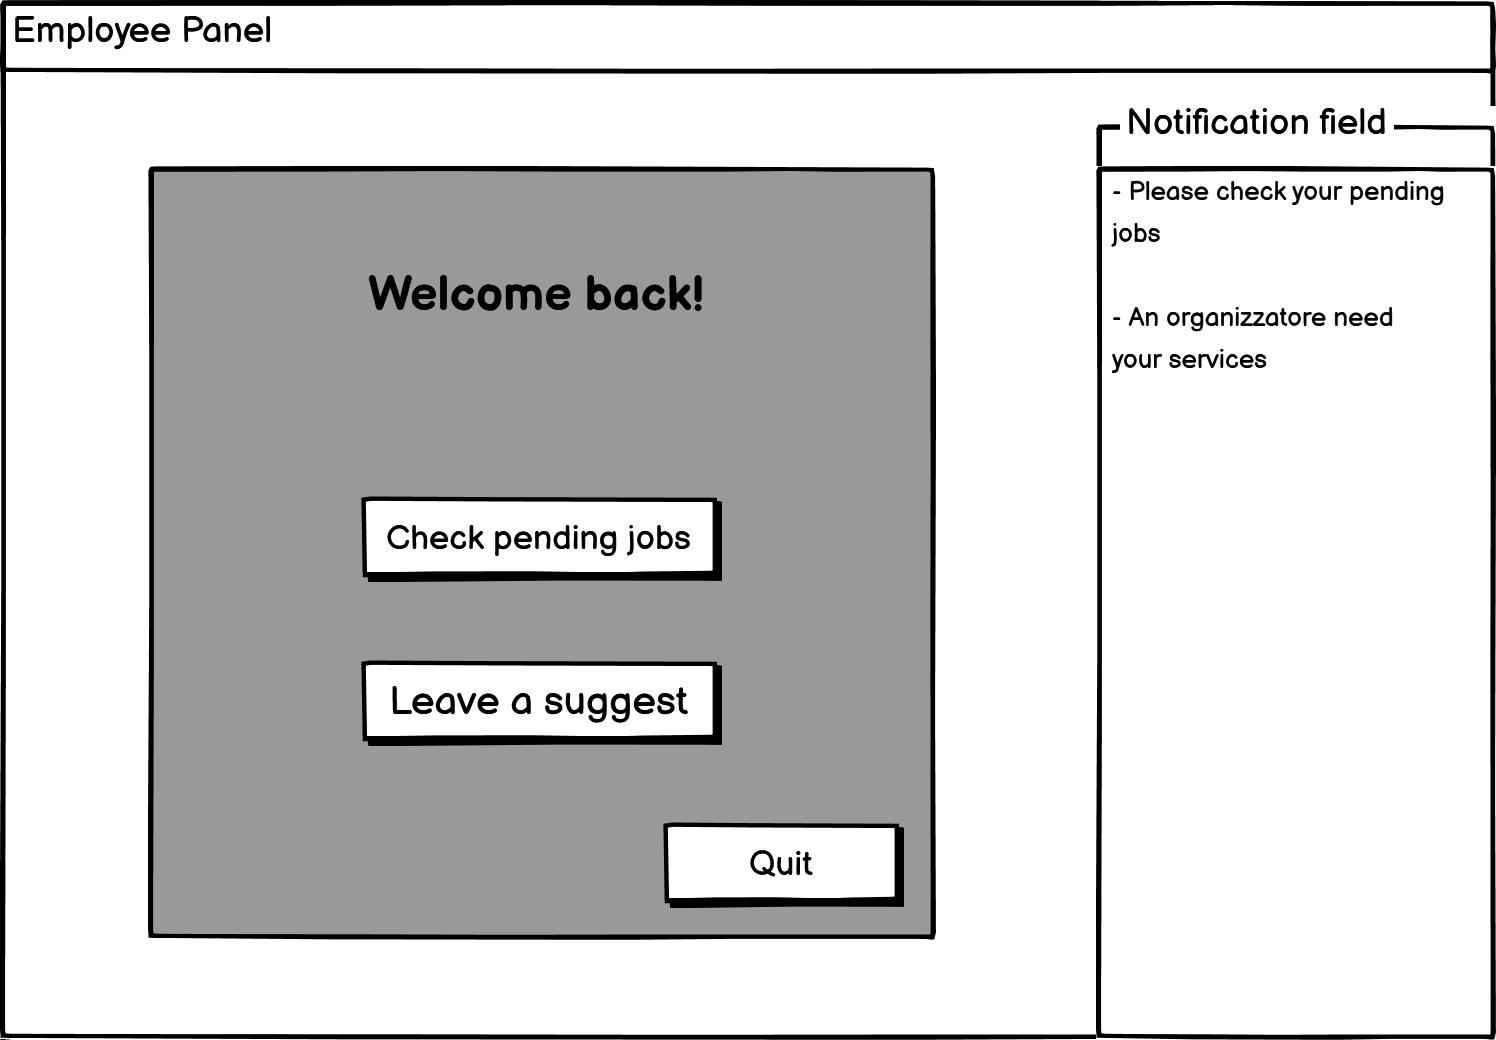 Employee Panel
Notification field
- Please check your pending
jobs
- An organizzatore need
your services
Welcome back!
Check pending jobs
Leave a suggest
Quit